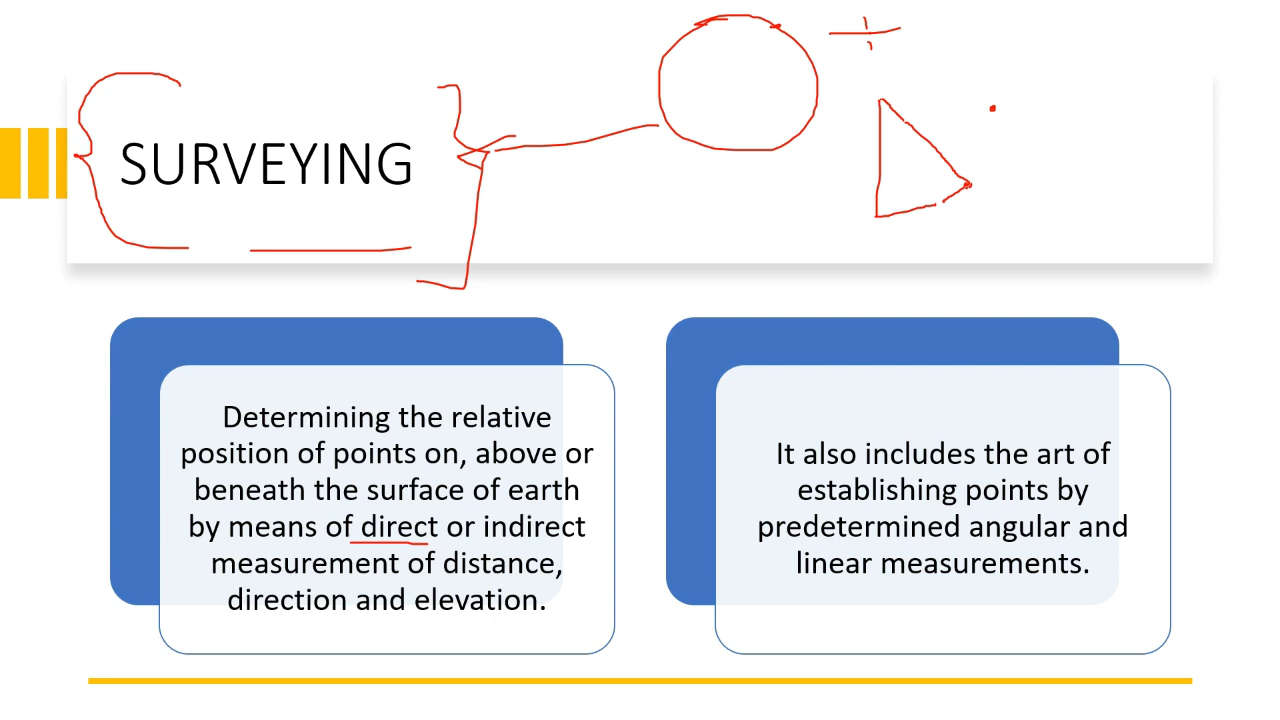 SURVEYING
Determining the relative
position of points on, above or
beneath the surface of earth
by means of direct or indirect
measurement of distance,
direction and elevation.
It also includes the art of
establishing points by
predetermined angular and
linear measurements.